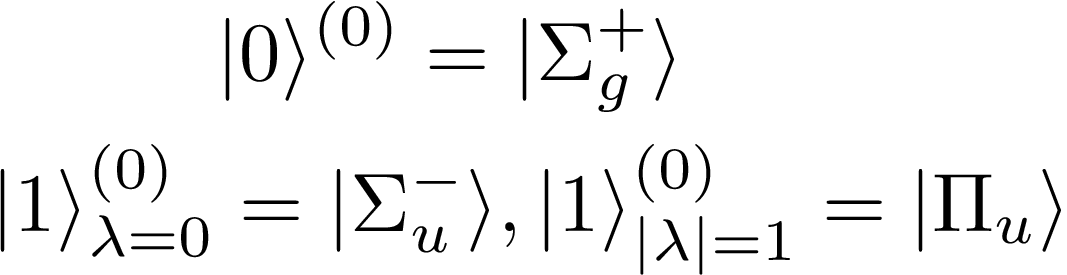 |0⟩^{(0)} = |Σ_g^+⟩
|1⟩_{λ=0}^{(0)} = |Σ_u^-⟩, |1⟩_{|λ|=1}^{(0)} = |Π_u⟩